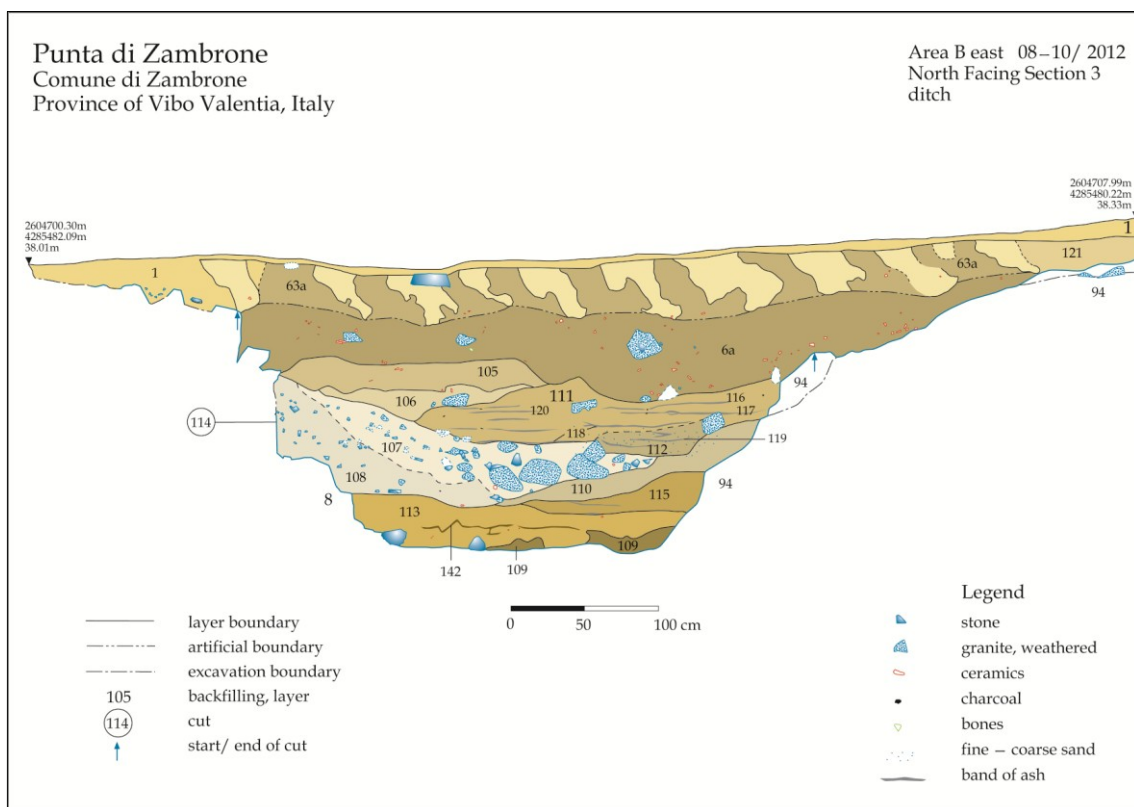 Punta di Zambrone
Comune di Zambrone
Province of Vibo Valentia, Italy
Area B east 08–10/ 2012
North Facing Section 3
ditch
2604700.30m
4285482.09m
38.01m
2604707.99m
4285480.22m
38.33m
1
1
63a
63a
121
94
6a
105
94
106
111
116
120
117
114
118
119
107
112
108
110
94
8
115
113
109
142
109
0 50 100 cm
layer boundary
artificial boundary
excavation boundary
105 backfilling, layer
114 cut
start/ end of cut
Legend
stone
granite, weathered
ceramics
charcoal
bones
fine – coarse sand
band of ash